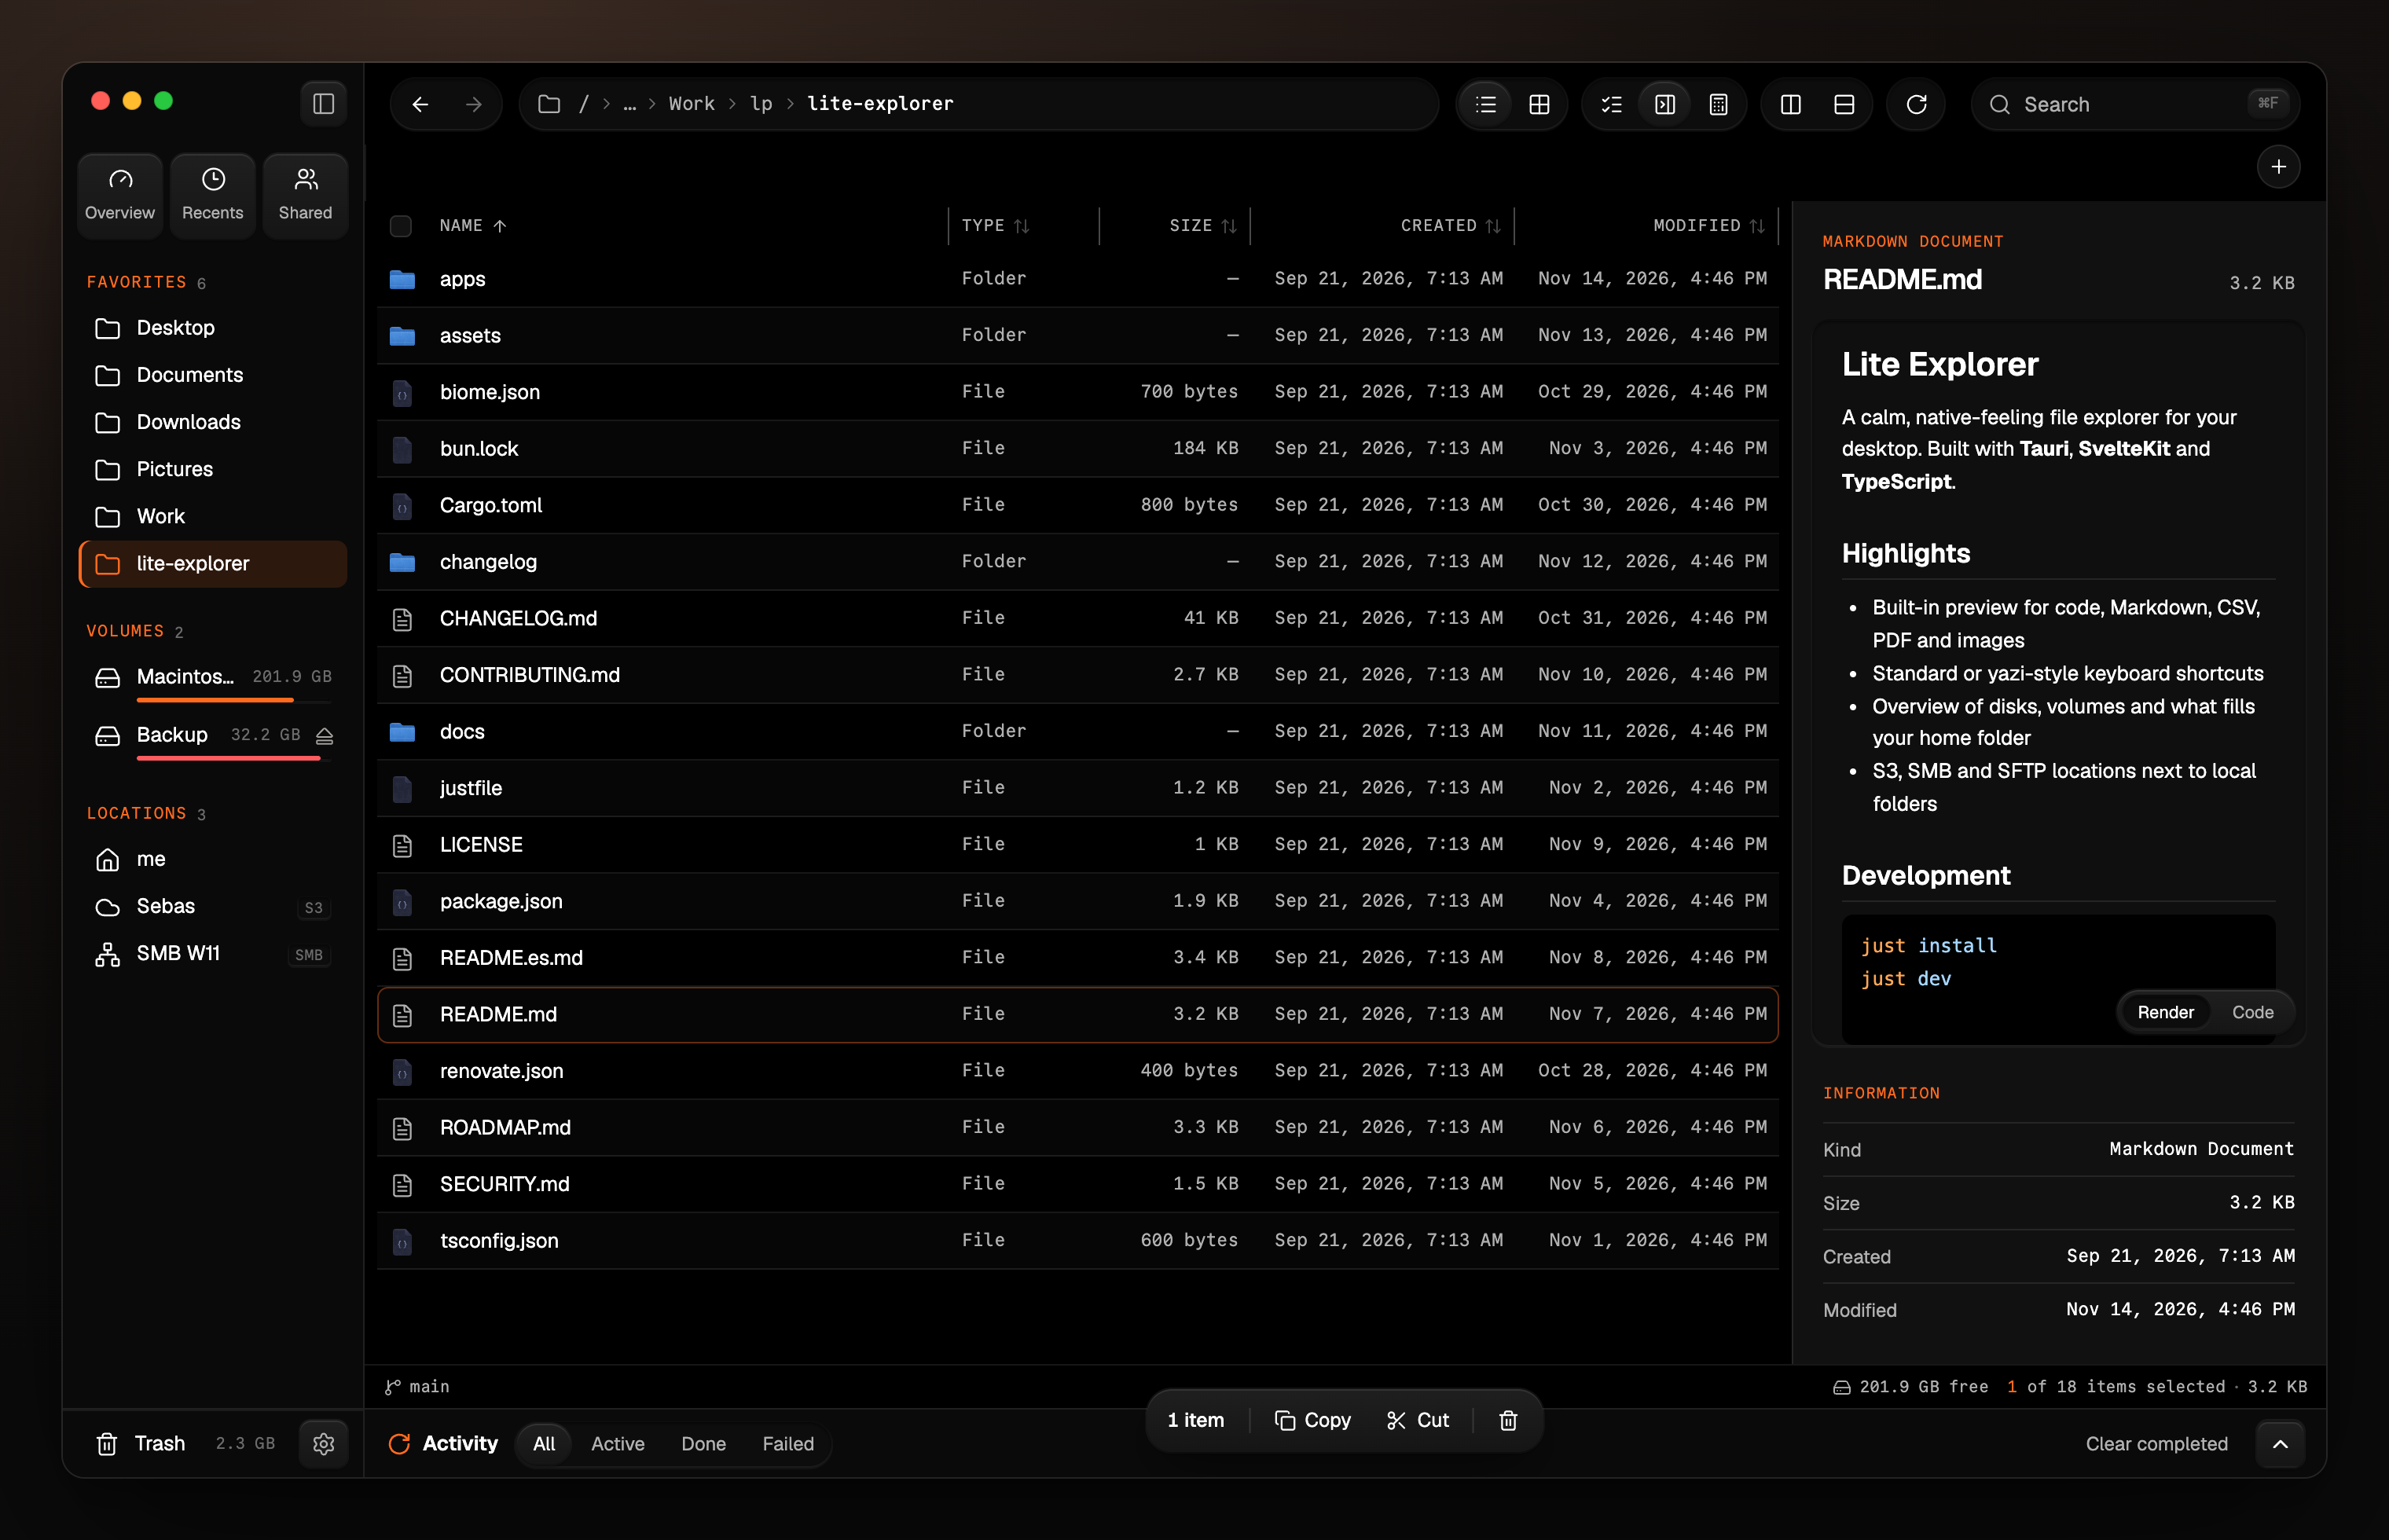 / > … > Work > lp > lite-explorer
Search ⌘F
Overview Recents Shared
FAVORITES 6
Desktop
Documents
Downloads
Pictures
Work
lite-explorer
VOLUMES 2
Macintos… 201.9 GB
Backup 32.2 GB
LOCATIONS 3
me
Sebas S3
SMB W11 SMB
Trash 2.3 GB
NAME TYPE SIZE CREATED MODIFIED
apps Folder — Sep 21, 2026, 7:13 AM Nov 14, 2026, 4:46 PM
assets Folder — Sep 21, 2026, 7:13 AM Nov 13, 2026, 4:46 PM
biome.json File 700 bytes Sep 21, 2026, 7:13 AM Oct 29, 2026, 4:46 PM
bun.lock File 184 KB Sep 21, 2026, 7:13 AM Nov 3, 2026, 4:46 PM
Cargo.toml File 800 bytes Sep 21, 2026, 7:13 AM Oct 30, 2026, 4:46 PM
changelog Folder — Sep 21, 2026, 7:13 AM Nov 12, 2026, 4:46 PM
CHANGELOG.md File 41 KB Sep 21, 2026, 7:13 AM Oct 31, 2026, 4:46 PM
CONTRIBUTING.md File 2.7 KB Sep 21, 2026, 7:13 AM Nov 10, 2026, 4:46 PM
docs Folder — Sep 21, 2026, 7:13 AM Nov 11, 2026, 4:46 PM
justfile File 1.2 KB Sep 21, 2026, 7:13 AM Nov 2, 2026, 4:46 PM
LICENSE File 1 KB Sep 21, 2026, 7:13 AM Nov 9, 2026, 4:46 PM
package.json File 1.9 KB Sep 21, 2026, 7:13 AM Nov 4, 2026, 4:46 PM
README.es.md File 3.4 KB Sep 21, 2026, 7:13 AM Nov 8, 2026, 4:46 PM
README.md File 3.2 KB Sep 21, 2026, 7:13 AM Nov 7, 2026, 4:46 PM
renovate.json File 400 bytes Sep 21, 2026, 7:13 AM Oct 28, 2026, 4:46 PM
ROADMAP.md File 3.3 KB Sep 21, 2026, 7:13 AM Nov 6, 2026, 4:46 PM
SECURITY.md File 1.5 KB Sep 21, 2026, 7:13 AM Nov 5, 2026, 4:46 PM
tsconfig.json File 600 bytes Sep 21, 2026, 7:13 AM Nov 1, 2026, 4:46 PM
MARKDOWN DOCUMENT
README.md 3.2 KB
Lite Explorer
A calm, native-feeling file explorer for your
desktop. Built with Tauri, SvelteKit and
TypeScript.
Highlights
• Built-in preview for code, Markdown, CSV,
PDF and images
• Standard or yazi-style keyboard shortcuts
• Overview of disks, volumes and what fills
your home folder
• S3, SMB and SFTP locations next to local
folders
Development
just install
just dev
Render Code
INFORMATION
Kind Markdown Document
Size 3.2 KB
Created Sep 21, 2026, 7:13 AM
Modified Nov 14, 2026, 4:46 PM
main
201.9 GB free 1 of 18 items selected · 3.2 KB
1 item Copy Cut
Activity All Active Done Failed
Clear completed